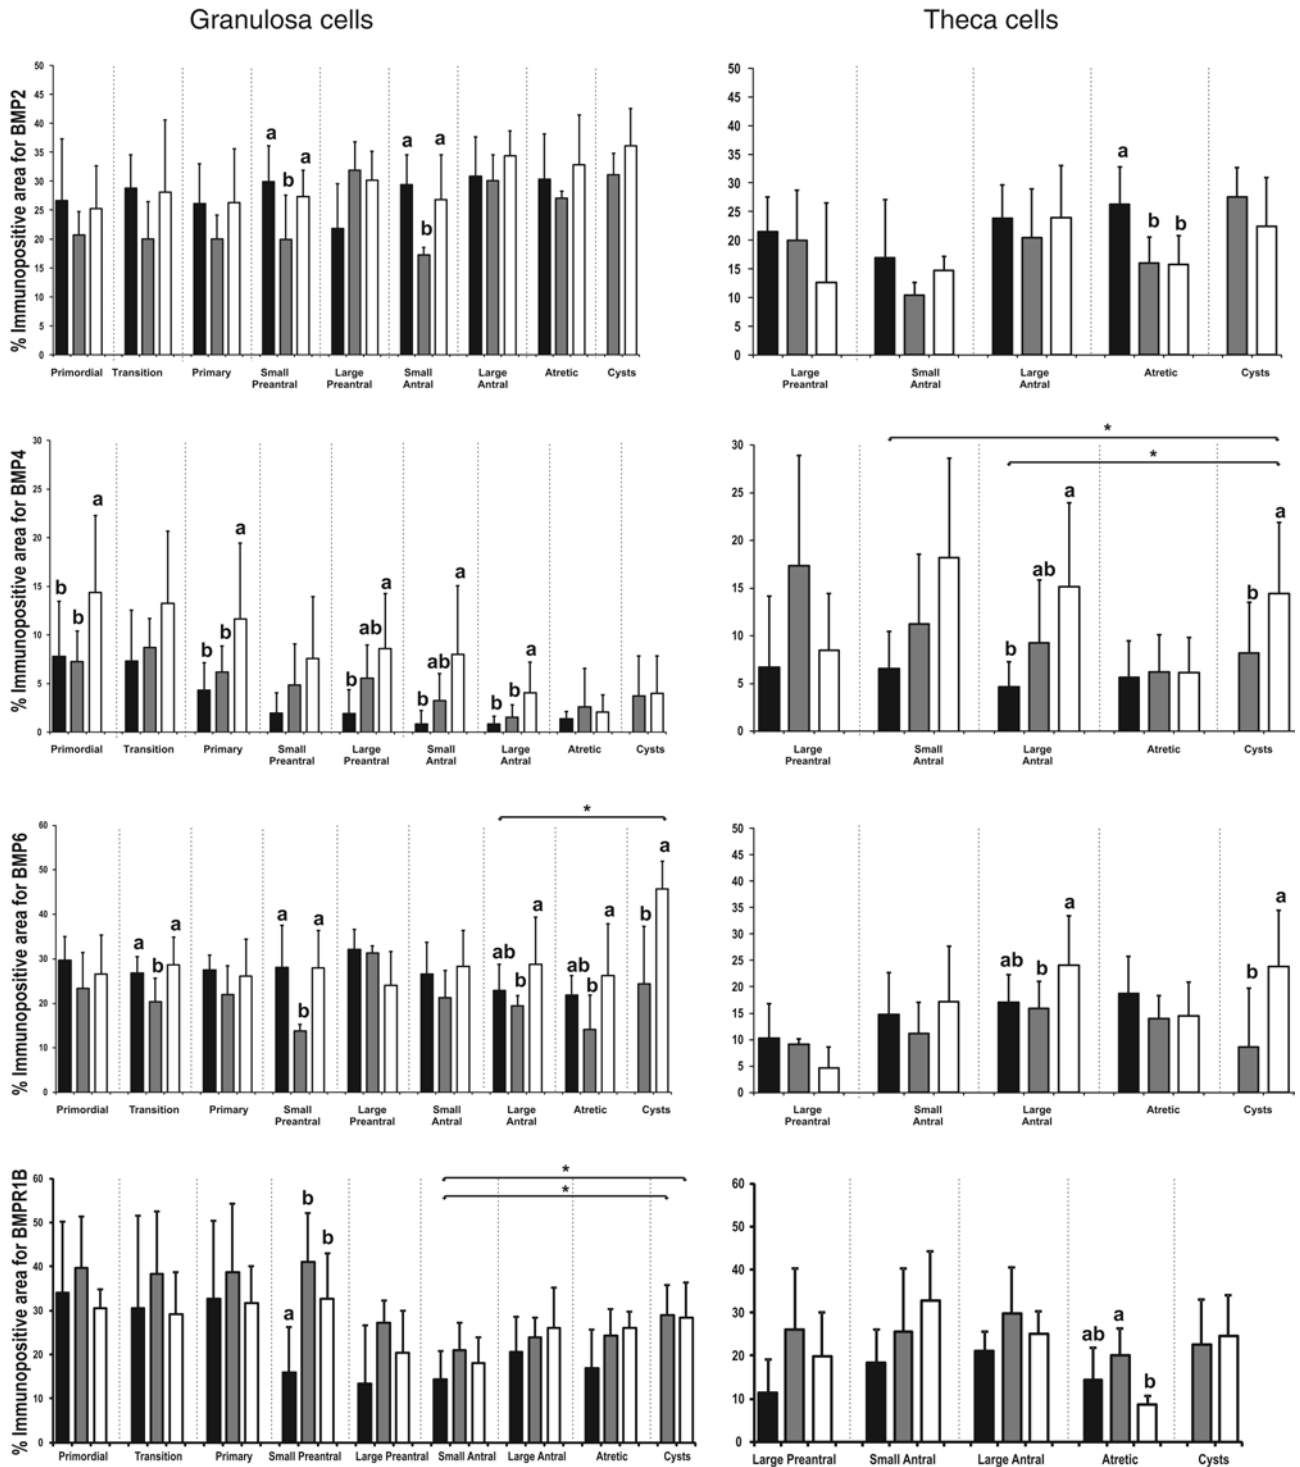 Granulosa cells
Theca cells
% Immunopositive area for BMP2
50
45
40
35
30
25
20
15
10
5
0
a
b
a
a
b
a
Primordial Transition Primary Small Preantral Large Preantral Small Antral Large Antral Atretic Cysts
50
45
40
35
30
25
20
15
10
5
0
a
b
b
Large Preantral Small Antral Large Antral Atretic Cysts
% Immunopositive area for BMP4
30
25
20
15
10
5
0
b
b
a
b
b
a
b
ab
a
b
ab
a
b
b
a
Primordial Transition Primary Small Preantral Large Preantral Small Antral Large Antral Atretic Cysts
*
*
30
25
20
15
10
5
0
b
ab
a
b
a
Large Preantral Small Antral Large Antral Atretic Cysts
% Immunopositive area for BMP6
*
60
50
40
30
20
10
0
a
b
a
a
b
a
ab
b
a
ab
b
a
b
a
Primordial Transition Primary Small Preantral Large Preantral Small Antral Large Antral Atretic Cysts
50
45
40
35
30
25
20
15
10
5
0
ab
b
a
b
a
Large Preantral Small Antral Large Antral Atretic Cysts
% Immunopositive area for BMPR1B
*
*
60
50
40
30
20
10
0
a
b
b
Primordial Transition Primary Small Preantral Large Preantral Small Antral Large Antral Atretic Cysts
60
50
40
30
20
10
0
ab
a
b
Large Preantral Small Antral Large Antral Atretic Cysts